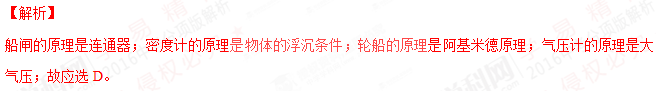 【解析】
船闸的原理是连通器；密度计的原理是物体的浮沉条件；轮船的原理是阿基米德原理；气压计的原理是大
气压；故应选 D。